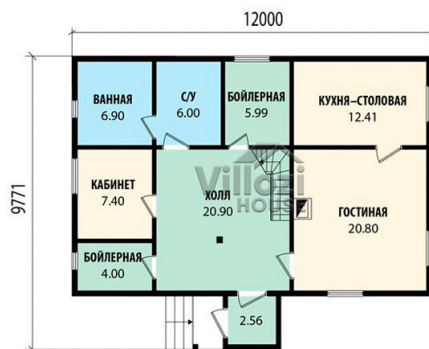 12000
9771
ВАННАЯ
6.90
С/У
6.00
БОЙЛЕРНАЯ
5.99
КУХНЯ-СТОЛОВАЯ
12.41
КАБИНЕТ
7.40
ХОЛЛ
20.90
ГОСТИНАЯ
20.80
БОЙЛЕРНАЯ
4.00
2.56
Villozi
HOUSE